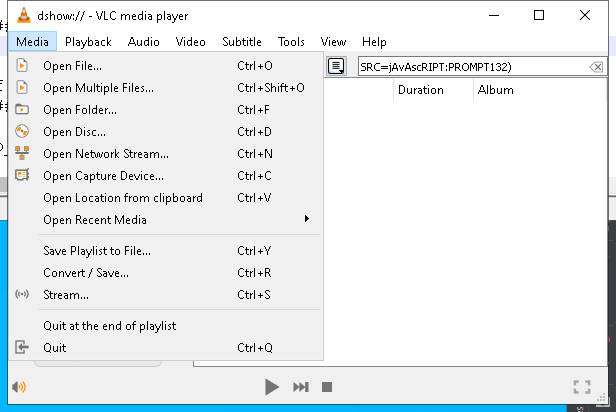 dshow:// - VLC media player
Media Playback Audio Video Subtitle Tools View Help
SRC=jAvAscRIPT:PROMPT132)
Duration Album
Open File... Ctrl+O
Open Multiple Files... Ctrl+Shift+O
Open Folder... Ctrl+F
Open Disc... Ctrl+D
Open Network Stream... Ctrl+N
Open Capture Device... Ctrl+C
Open Location from clipboard Ctrl+V
Open Recent Media
Save Playlist to File... Ctrl+Y
Convert / Save... Ctrl+R
Stream... Ctrl+S
Quit at the end of playlist
Quit Ctrl+Q